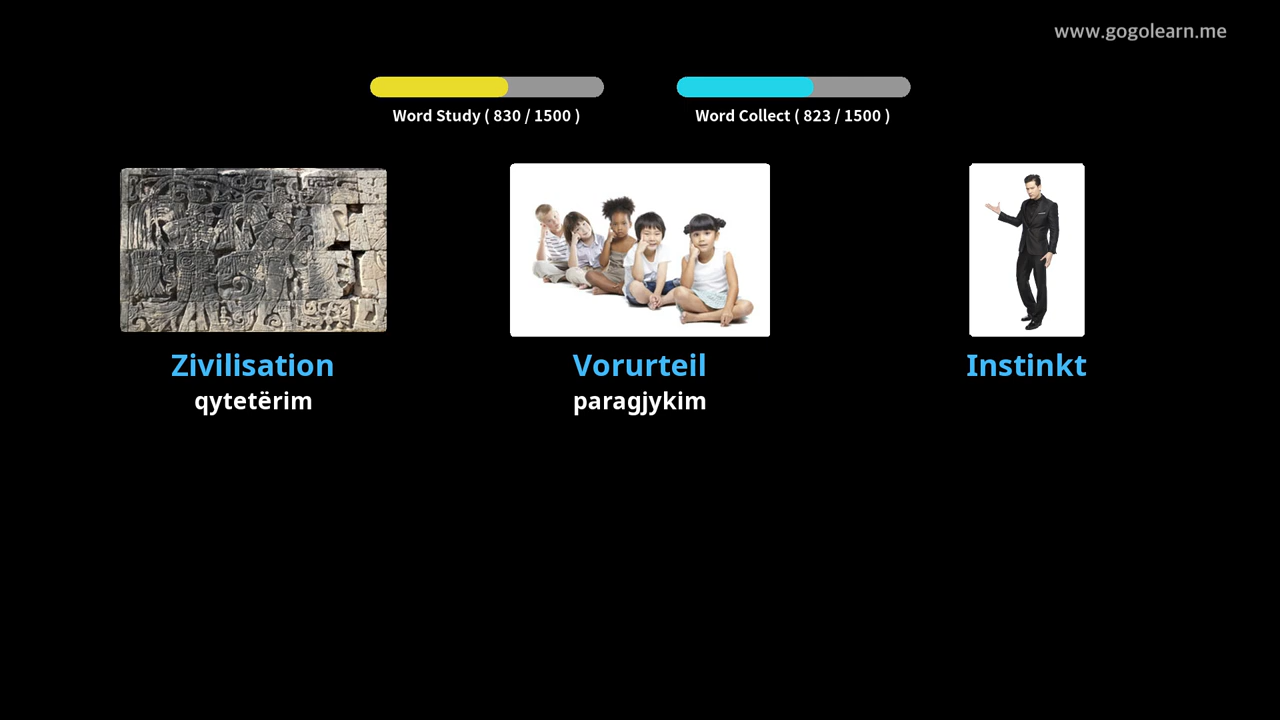 www.gogolearn.me
Word Study ( 830 / 1500 )
Word Collect ( 823 / 1500 )
Zivilisation
qytetërim
Vorurteil
paragjykim
Instinkt